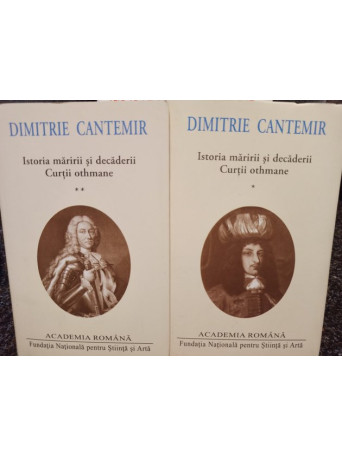 DIMITRIE CANTEMIR
Istoria măririi și decăderii
Curții othmane
**
ACADEMIA ROMÂNĂ
Fundația Națională pentru Știință și Artă
DIMITRIE CANTEMIR
Istoria măririi și decăderii
Curții othmane
*
ACADEMIA ROMÂNĂ
Fundația Națională pentru Știință și Artă